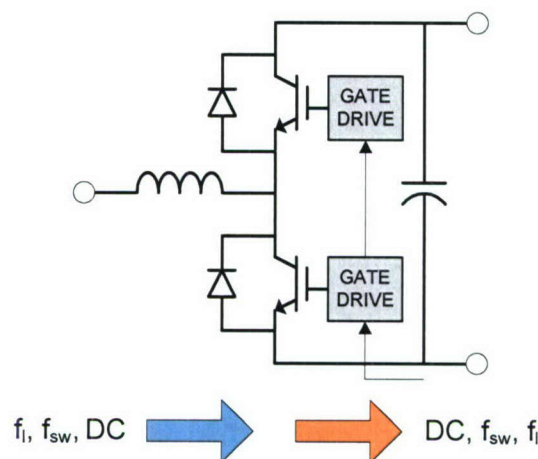 GATE
DRIVE
GATE
DRIVE
fl, fsw, DC
DC, fsw, fl